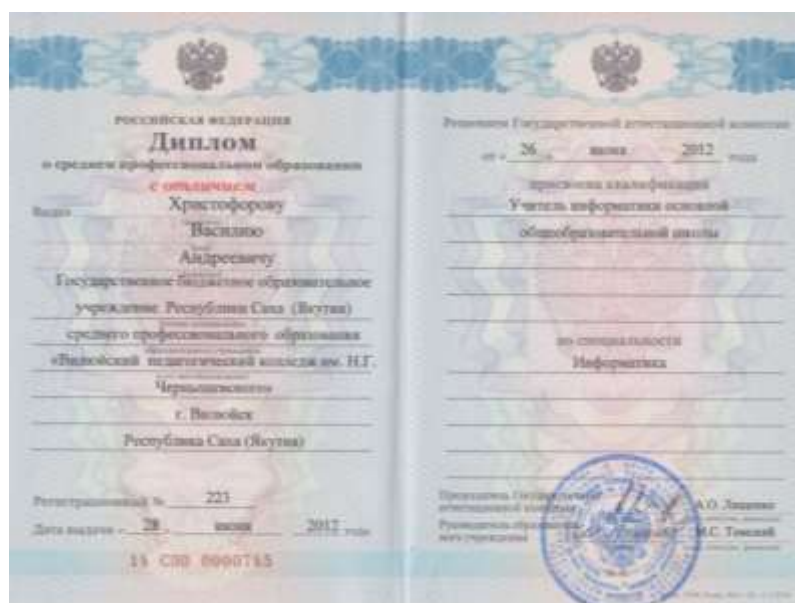 РОССИЙСКАЯ ФЕДЕРАЦИЯ
Диплом
о среднем профессиональном образовании
с отличием
Выдан Христофорову
Василию
Андреевичу
Государственное бюджетное образовательное
учреждение Республики Саха (Якутия)
среднего профессионального образования
«Вилюйский педагогический колледж им. Н.Г.
Чернышевского»
г. Вилюйск
Республика Саха (Якутия)
Регистрационный № 223
Дата выдачи « 28 » июня 2012 года
14 СПО 0000765
Решением Государственной аттестационной комиссии
от « 26 » июня 2012 года
присвоена квалификация
Учитель информатики основной
общеобразовательной школы
по специальности
Информатика
Председатель Государственной
аттестационной комиссии
Руководитель образовательного учреждения
М.С. Томский